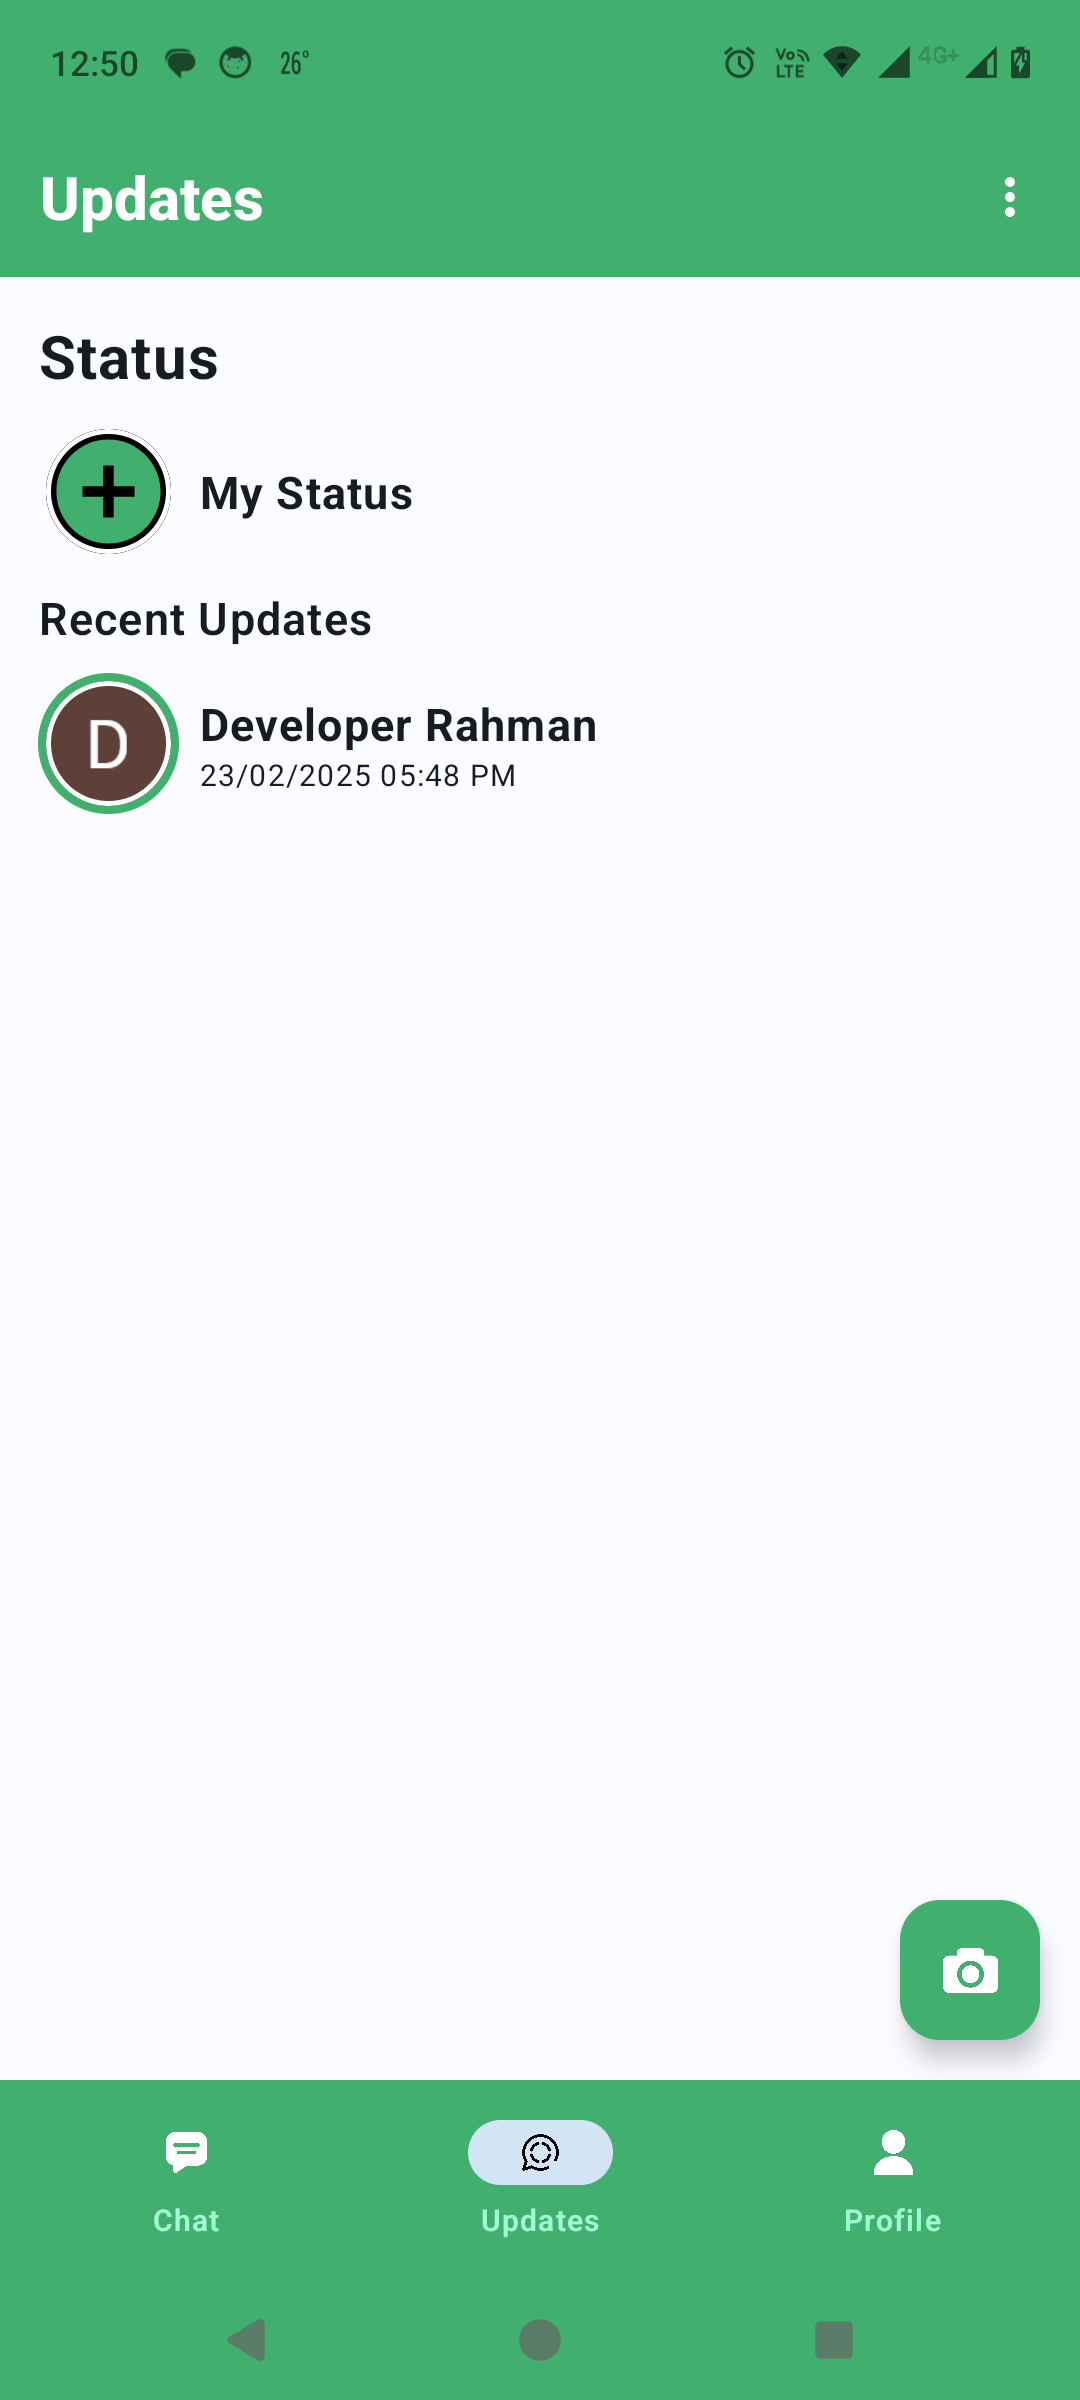 12:50 26° Vo LTE 4G+
Updates
Status
My Status
Recent Updates
D
Developer Rahman
23/02/2025 05:48 PM
Chat Updates Profile